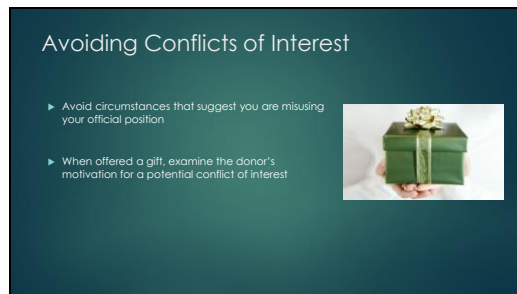 Avoiding Conflicts of Interest
Avoid circumstances that suggest you are misusing
your official position
When offered a gift, examine the donor's
motivation for a potential conflict of interest